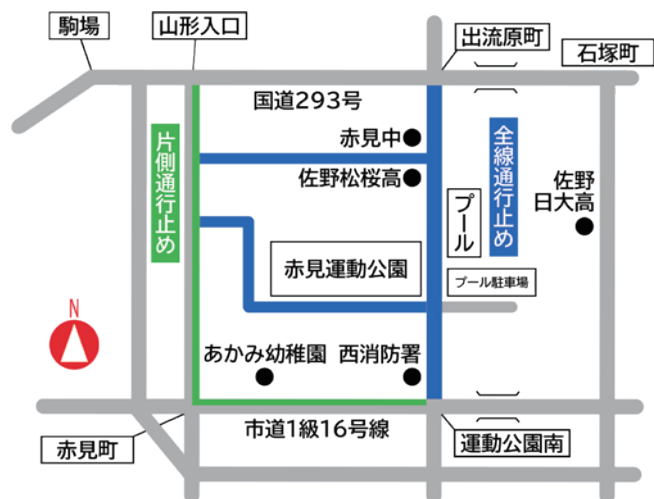 駒場
山形入口
出流原町
石塚町
国道293号
片側通行止め
赤見中
佐野松桜高
全線通行止め
佐野
日大高
プール
赤見運動公園
プール駐車場
N
あかみ幼稚園
西消防署
赤見町
市道1級16号線
運動公園南